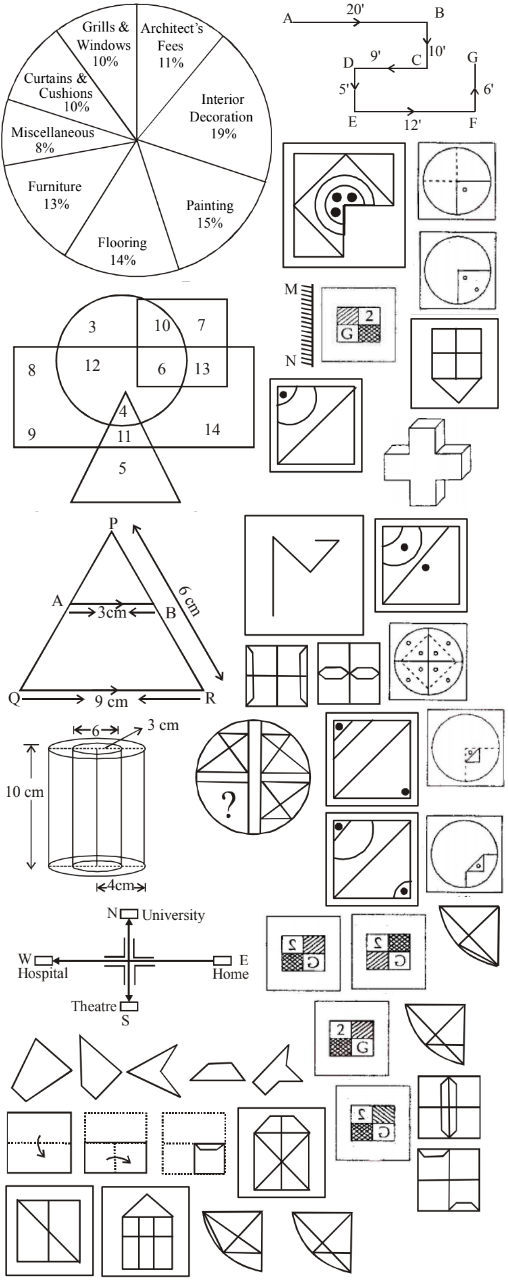 Grills &
Windows
10%
Architect's
Fees
11%
Curtains &
Cushions
10%
Interior
Decoration
19%
Miscellaneous
8%
Furniture
13%
Painting
15%
Flooring
14%
A 20' B
10'
D 9' C G
5' 6'
E 12' F
M
N
2
G
3 10 7
8 12 6 13
4
9 11 14
5
P
A B
3cm
6 cm
Q 9 cm R
6 3 cm
10 cm
4cm
?
N University
W E
Hospital Home
Theatre
S
2
G
2
G
2
G
2
G